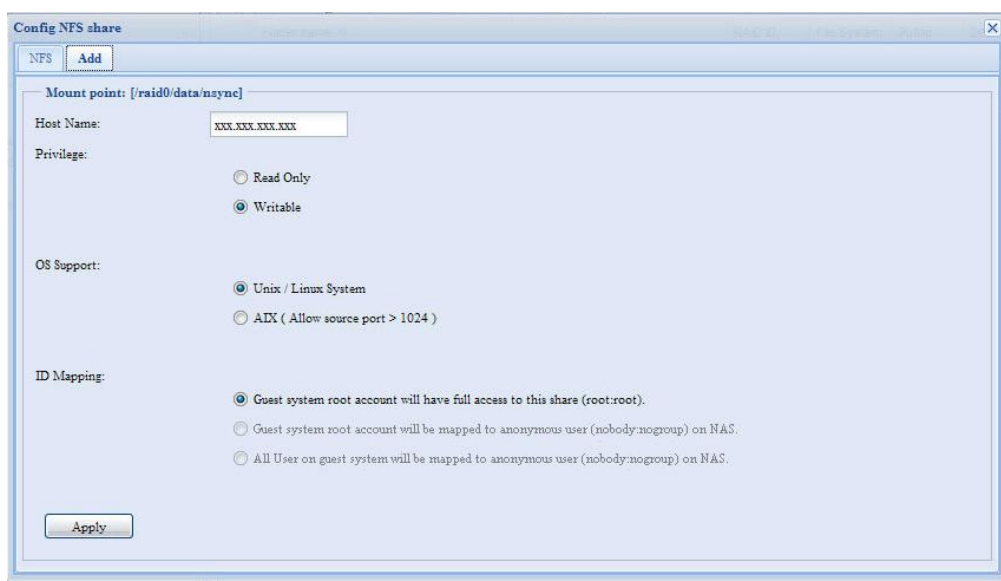 Config NFS share
NFS Add
Mount point: [/raid0/data/nsync]
Host Name: xxx.xxx.xxx.xxx
Privilege:
Read Only
Writable
OS Support:
Unix / Linux System
AIX ( Allow source port > 1024 )
ID Mapping:
Guest system root account will have full access to this share (root:root).
Guest system root account will be mapped to anonymous user (nobody:nogroup) on NAS.
All User on guest system will be mapped to anonymous user (nobody:nogroup) on NAS.
Apply